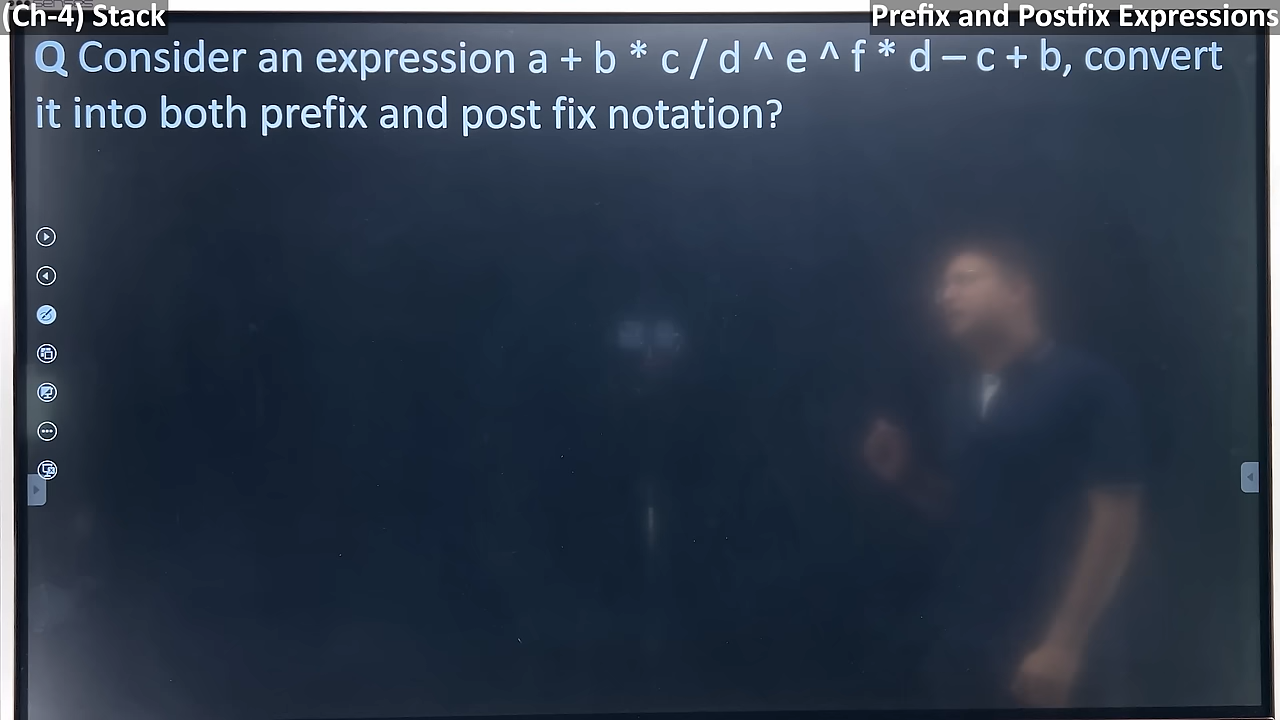 (Ch-4) Stack
Prefix and Postfix Expressions
Q Consider an expression a + b * c / d ^ e ^ f * d – c + b, convert
it into both prefix and post fix notation?